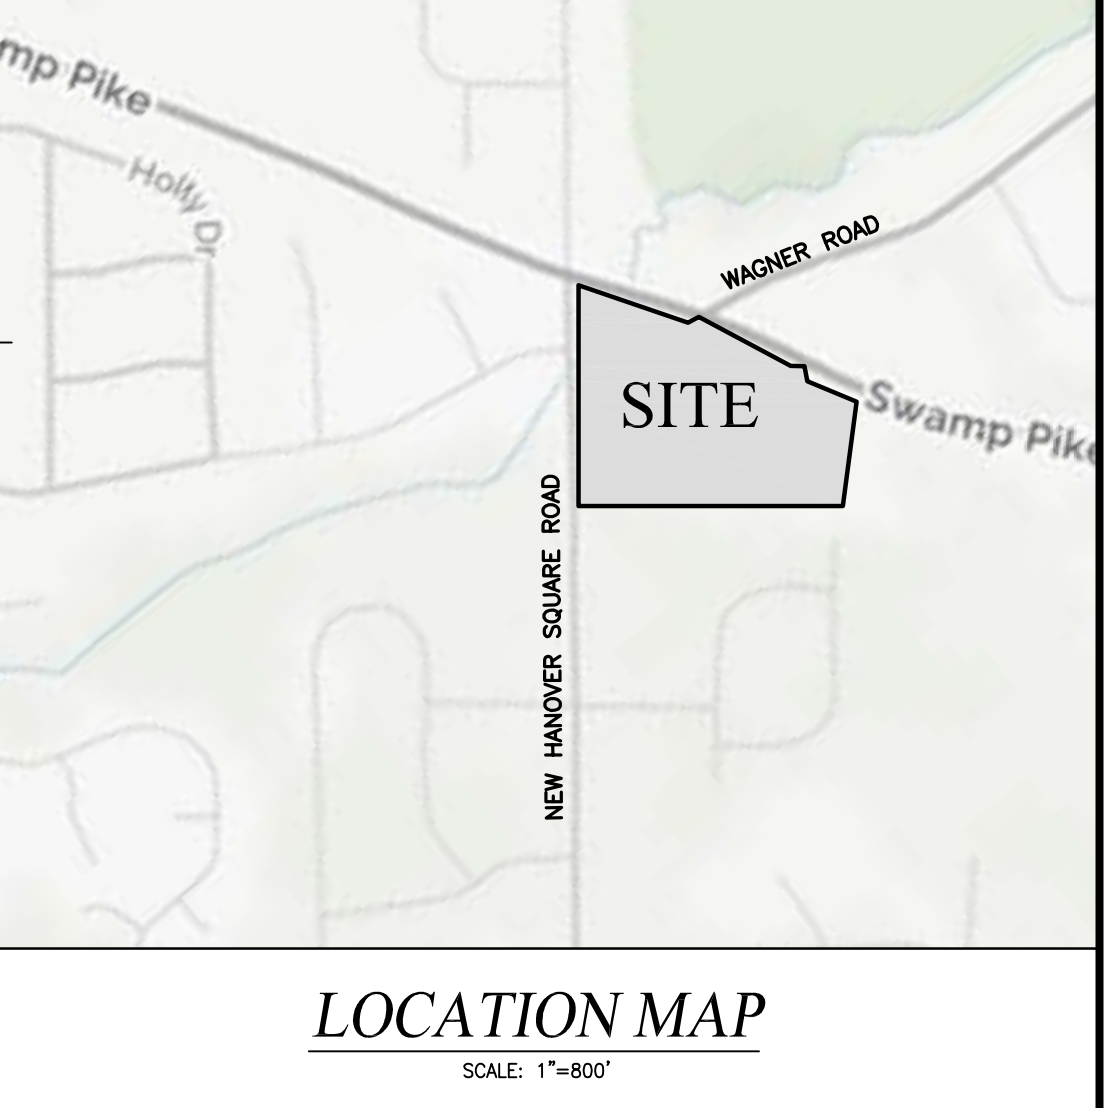 mp Pike
Holly Dr
WAGNER ROAD
SITE
Swamp Pike
NEW HANOVER SQUARE ROAD
LOCATION MAP
SCALE: 1"=800'